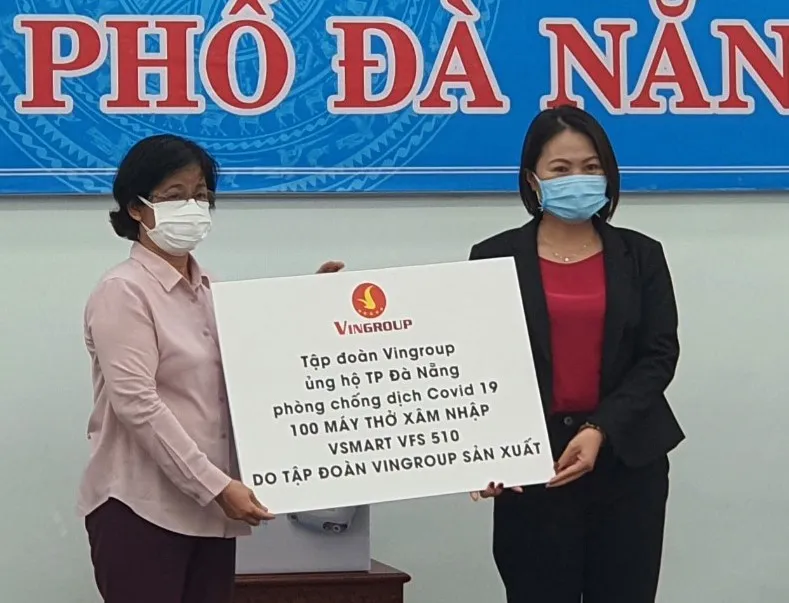 PHỐ ĐÀ NẴN
VINGROUP
Tập đoàn Vingroup
ủng hộ TP Đà Nẵng
phòng chống dịch Covid 19
100 MÁY THỞ XÂM NHẬP
VSMART VFS 510
DO TẬP ĐOÀN VINGROUP SẢN XUẤT